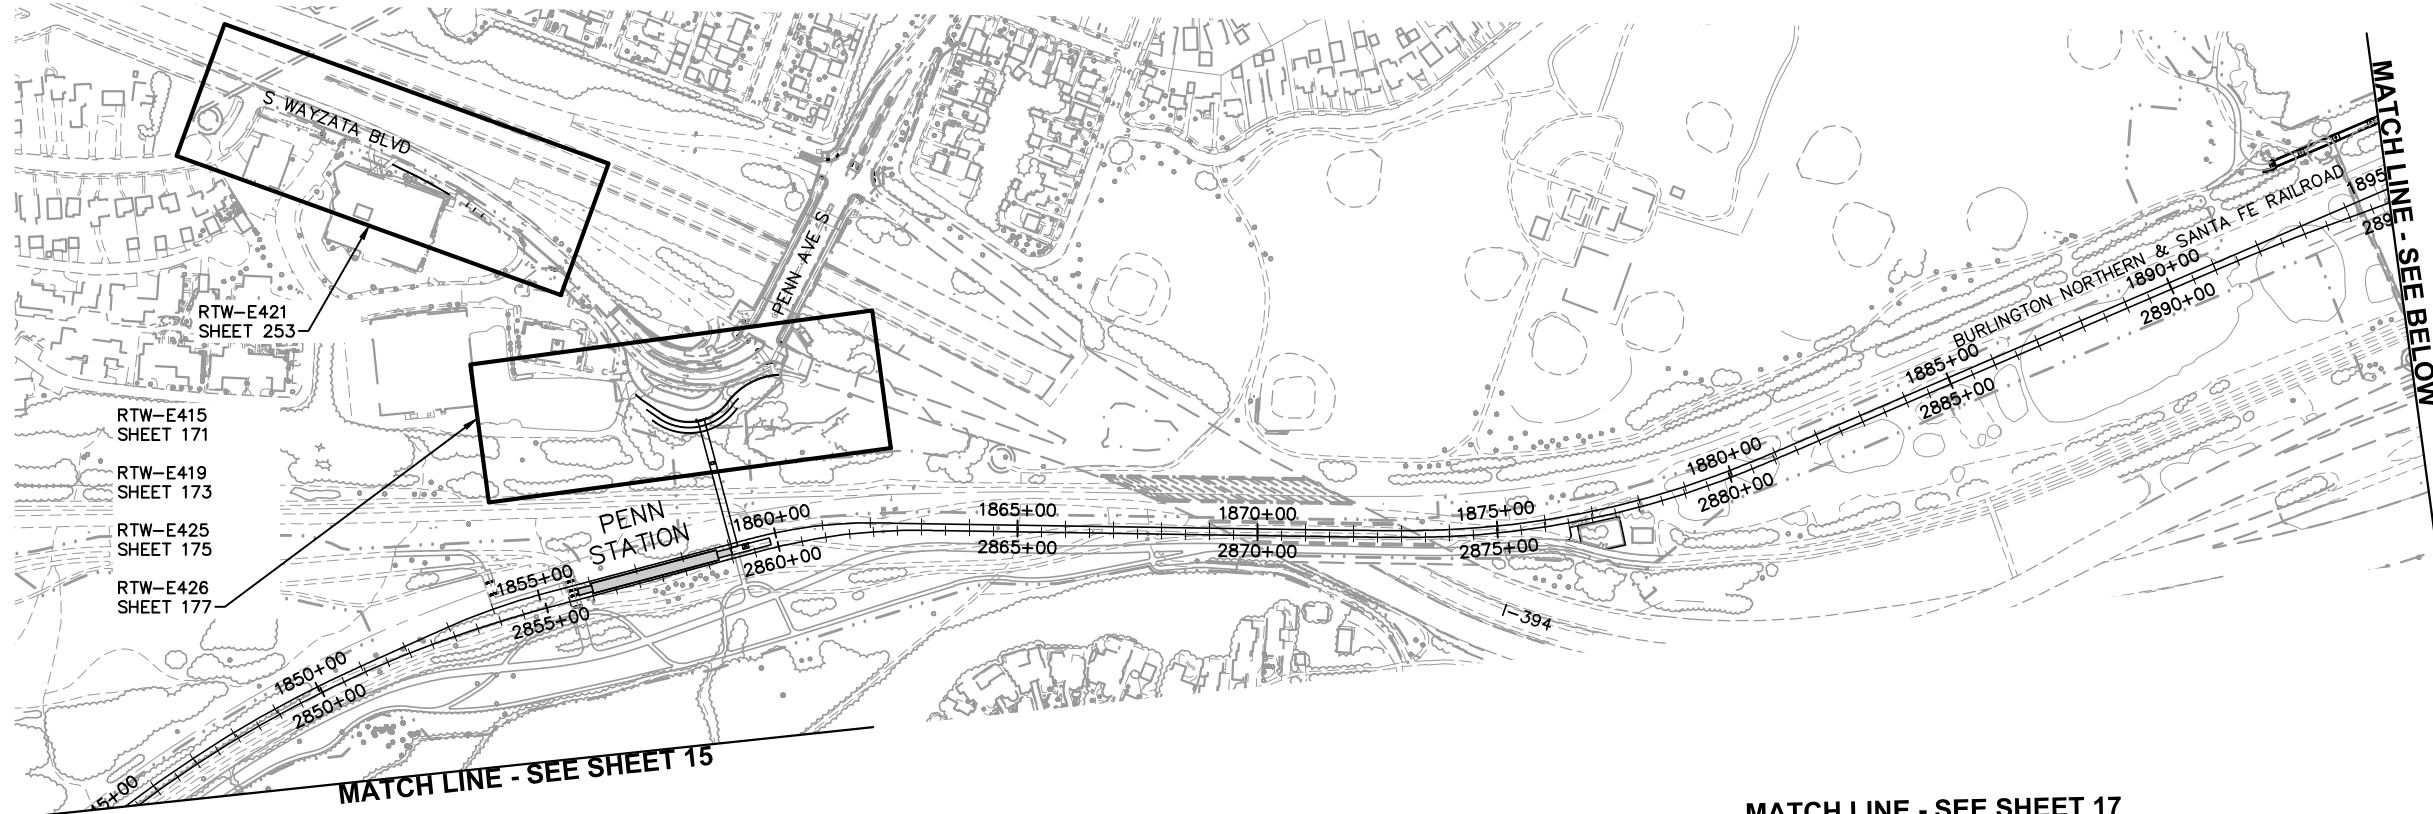 S WAYZATA BLVD
PENN AVE S
RTW-E421
SHEET 253
RTW-E415
SHEET 171
RTW-E419
SHEET 173
RTW-E425
SHEET 175
RTW-E426
SHEET 177
PENN
STATION
45+00
1850+00
2850+00
1855+00
2855+00
1860+00
2860+00
1865+00
2865+00
1870+00
2870+00
1875+00
2875+00
1880+00
2880+00
1885+00
2885+00
1890+00
2890+00
1895
289
BURLINGTON NORTHERN & SANTA FE RAILROAD
I-394
MATCH LINE - SEE BELOW
MATCH LINE - SEE SHEET 15
MATCH LINE - SEE SHEET 17